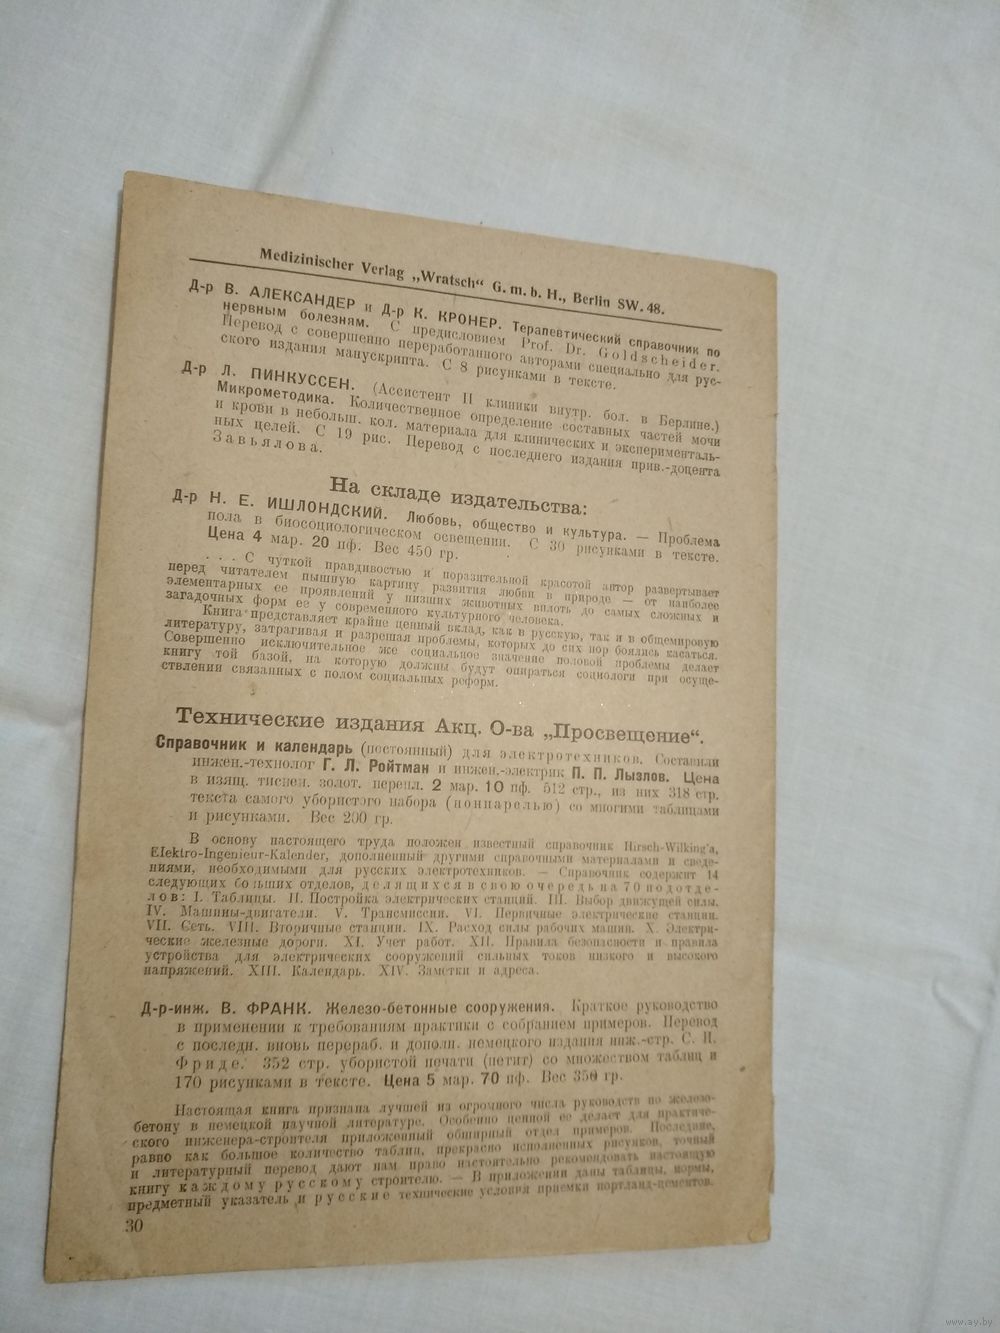 Medizinischer Verlag „Wratsch“ G. m. b. H., Berlin SW. 48.
Д-р В. АЛЕКСАНДЕР и Д-р К. КРОНЕР. Терапевтический справочник по
нервным болезням. С предисловием Prof. Dr. Goldscheider.
Перевод с совершенно переработанного авторами специально для рус-
ского издания манускрипта. С 8 рисунками в тексте.
Д-р Л. ПИНКУССЕН. (Ассистент II клиники внутр. бол. в Берлине.)
Микрометодика. Количественное определение составных частей мочи
и крови в небольш. кол. материала для клинических и эксперименталь-
ных целей. С 19 рис. Перевод с последнего издания прив.-доцента
Завьялова.
На складе издательства:
Д-р Н. Е. ИШЛОНДСКИЙ. Любовь, общество и культура. — Проблема
пола в биосоциологическом освещении. С 30 рисунками в тексте.
Цена 4 мар. 20 пф. Вес 450 гр.
. . . С чуткой правдивостью и поразительной красотой автор развертывает
перед читателем пышную картину развития любви в природе — от наиболее
элементарных ее проявлений у низших животных вплоть до самых сложных и
загадочных форм ее у современного культурного человека.
Книга представляет крайне ценный вклад, как в русскую, так и в общемировую
литературу, затрагивая и разрешая проблемы, которых до сих пор боялись касаться.
Совершенно исключительное же социальное значение половой проблемы делает
книгу той базой, на которую должны будут опираться социологи при осуще-
ствлении связанных с полом социальных реформ.
Технические издания Акц. О-ва „Просвещение“.
Справочник и календарь (постоянный) для электротехников. Составили
инжен.-технолог Г. Л. Ройтман и инжен.-электрик П. П. Лызлов. Цена
в изящ. тиснен. золот. перепл. 2 мар. 10 пф. 512 стр., из них 318 стр.
текста самого убористого набора (нонпарелью) со многими таблицами
и рисунками. Вес 200 гр.
В основу настоящего труда положен известный справочник Hirsch-Wilking'a,
Elektro-Ingenieur-Kalender, дополненный другими справочными материалами и сведе-
ниями, необходимыми для русских электротехников. — Справочник содержит 14
следующих больших отделов, делящихся в свою очередь на 70 подотде-
лов: I. Таблицы. II. Постройка электрических станций. III. Выбор движущей силы.
IV. Машины-двигатели. V. Трансмиссии. VI. Первичные электрические станции.
VII. Сеть. VIII. Вторичные станции. IX. Расход силы рабочих машин. X. Электри-
ческие железные дороги. XI. Учет работ. XII. Правила безопасности и правила
устройства для электрических сооружений сильных токов низкого и высокого
напряжений. XIII. Календарь. XIV. Заметки и адреса.
Д-р-инж. В. ФРАНК. Железо-бетонные сооружения. Краткое руководство
в применении к требованиям практики с собранием примеров. Перевод
с последн. вновь перераб. и дополн. немецкого издания инж.-стр. С. И.
Фриде. 352 стр. убористой печати (петит) со множеством таблиц и
170 рисунками в тексте. Цена 5 мар. 70 пф. Вес 350 гр.
Настоящая книга признана лучшей из огромного числа руководств по железо-
бетону в немецкой научной литературе. Особенно ценной ее делает для практиче-
ского инженера-строителя приложенный обширный отдел примеров. Последние,
равно как большое количество таблиц, прекрасно исполненных рисунков, точный
и литературный перевод дают нам право настоятельно рекомендовать настоящую
книгу каждому русскому строителю. — В приложении даны таблицы, нормы,
предметный указатель и русские технические условия приемки портланд-цементов.
30
www.ay.by